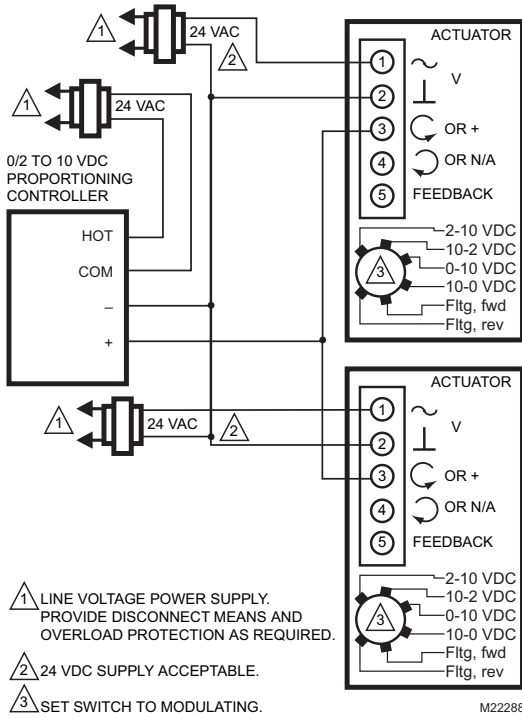 1
24 VAC
2
1
24 VAC
0/2 TO 10 VDC
PROPORTIONING
CONTROLLER
HOT
COM
–
+
ACTUATOR
1
V
2
3 OR +
4 OR N/A
5 FEEDBACK
3
2-10 VDC
10-2 VDC
0-10 VDC
10-0 VDC
Fltg, fwd
Fltg, rev
1
24 VAC
2
ACTUATOR
1
V
2
3 OR +
4 OR N/A
5 FEEDBACK
3
2-10 VDC
10-2 VDC
0-10 VDC
10-0 VDC
Fltg, fwd
Fltg, rev
1 LINE VOLTAGE POWER SUPPLY.
PROVIDE DISCONNECT MEANS AND
OVERLOAD PROTECTION AS REQUIRED.
2 24 VDC SUPPLY ACCEPTABLE.
3 SET SWITCH TO MODULATING.
M22288